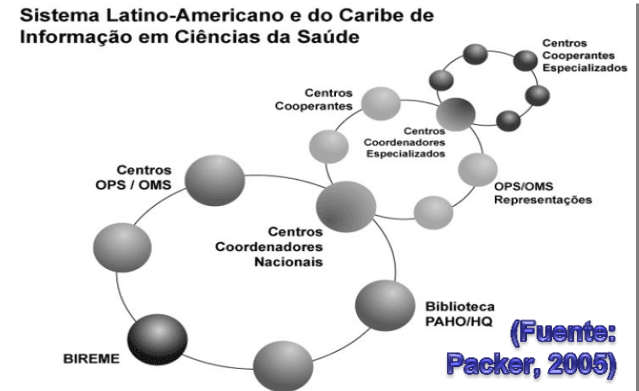 Sistema Latino-Americano e do Caribe de
Informação em Ciências da Saúde
Centros
Cooperantes
Especializados
Centros
Cooperantes
Centros
Coordenadores
Especializados
Centros
OPS / OMS
OPS/OMS
Representações
Centros
Coordenadores
Nacionais
Biblioteca
PAHO/HQ
BIREME
(Fuente:
Packer, 2005)